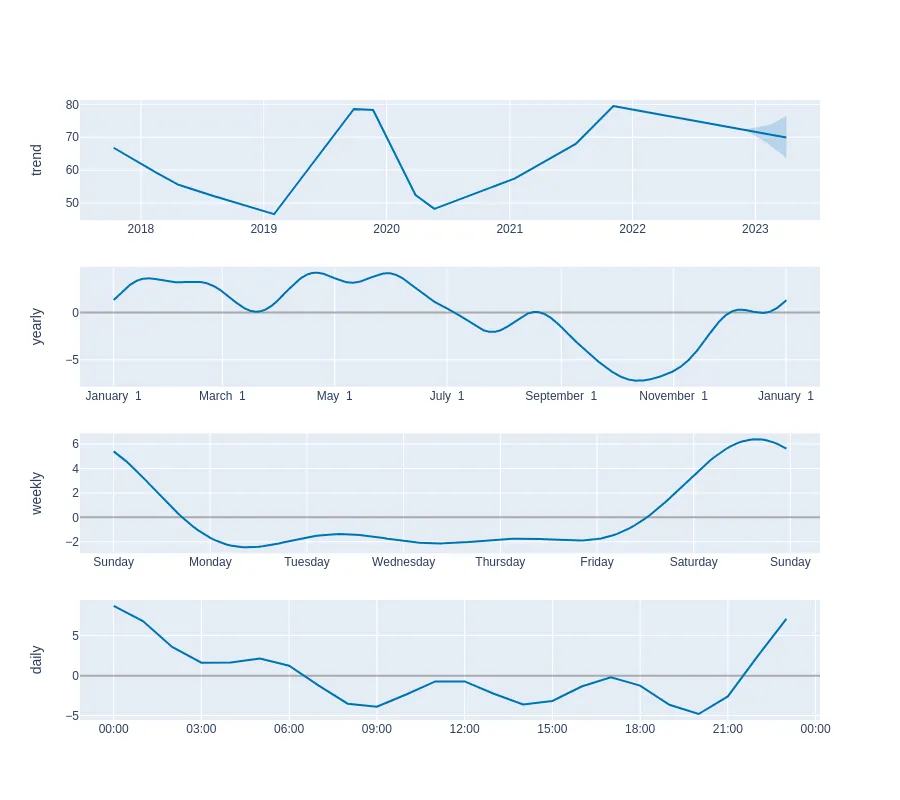 80
70
60
50
trend
2018 2019 2020 2021 2022 2023
0
−5
yearly
January 1 March 1 May 1 July 1 September 1 November 1 January 1
6
4
2
0
−2
weekly
Sunday Monday Tuesday Wednesday Thursday Friday Saturday Sunday
5
0
−5
daily
00:00 03:00 06:00 09:00 12:00 15:00 18:00 21:00 00:00